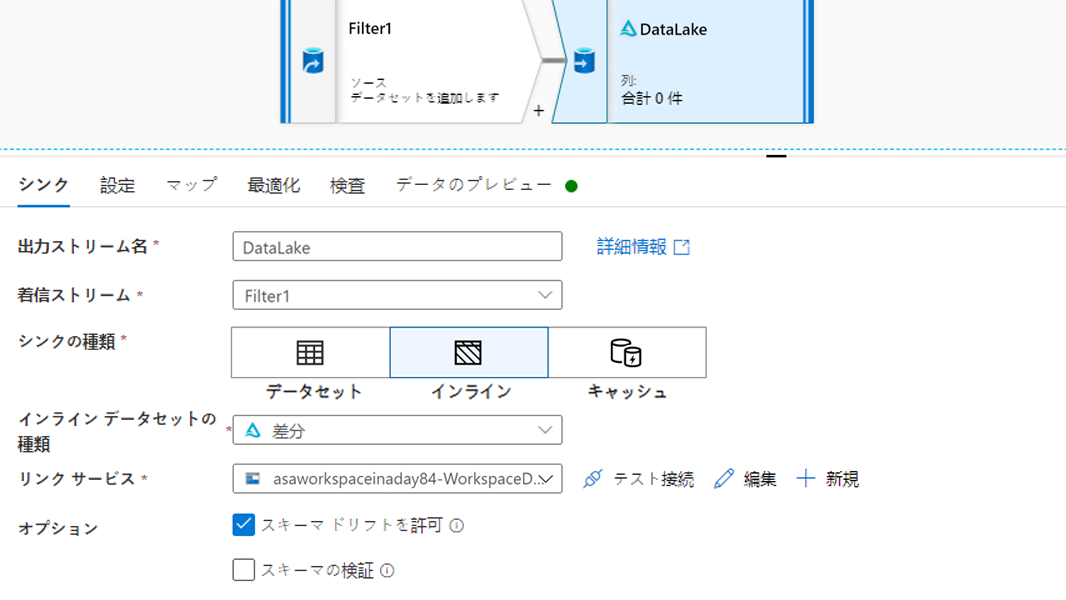 Filter1
ソース
データセットを追加します
+
DataLake
列:
合計 0 件
シンク 設定 マップ 最適化 検査 データのプレビュー
出力ストリーム名 * DataLake 詳細情報
着信ストリーム * Filter1
シンクの種類 *
データセット インライン キャッシュ
インライン データセットの
種類 * 差分
リンク サービス * asaworkspaceinaday84-WorkspaceD... テスト接続 編集 新規
オプション スキーマ ドリフトを許可
スキーマの検証